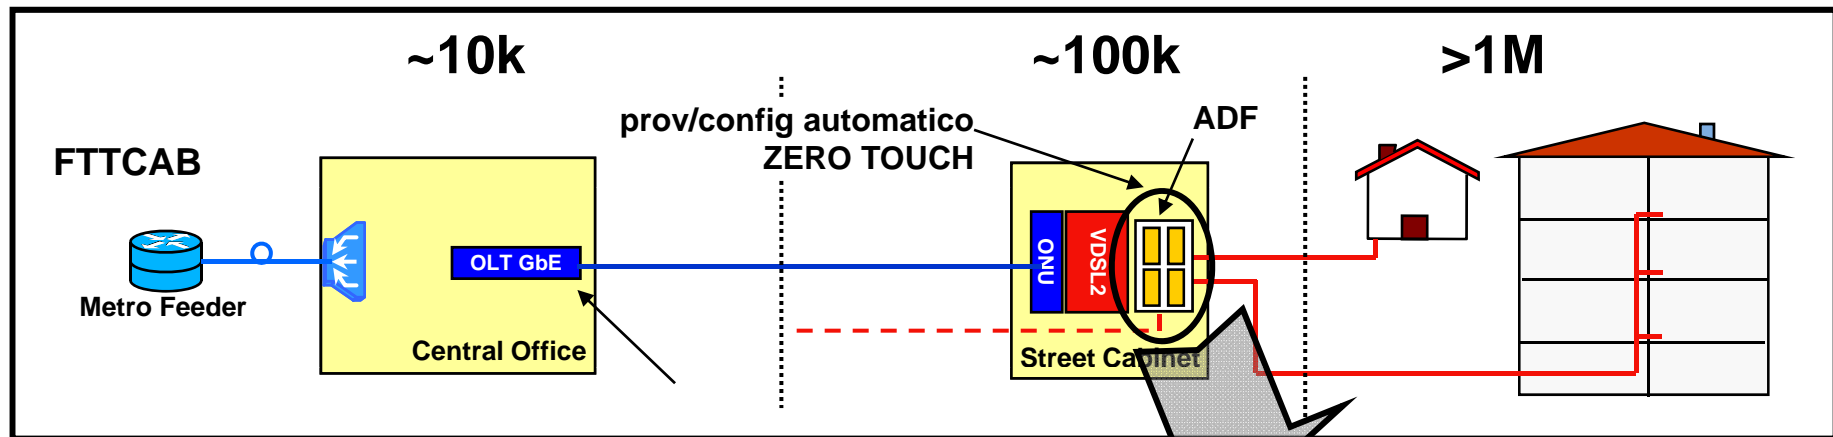 ~10k
~100k
>1M
prov/config automatico
ZERO TOUCH
ADF
FTTCAB
OLT GbE
ONU
VDSL2
Metro Feeder
Central Office
Street Cabinet